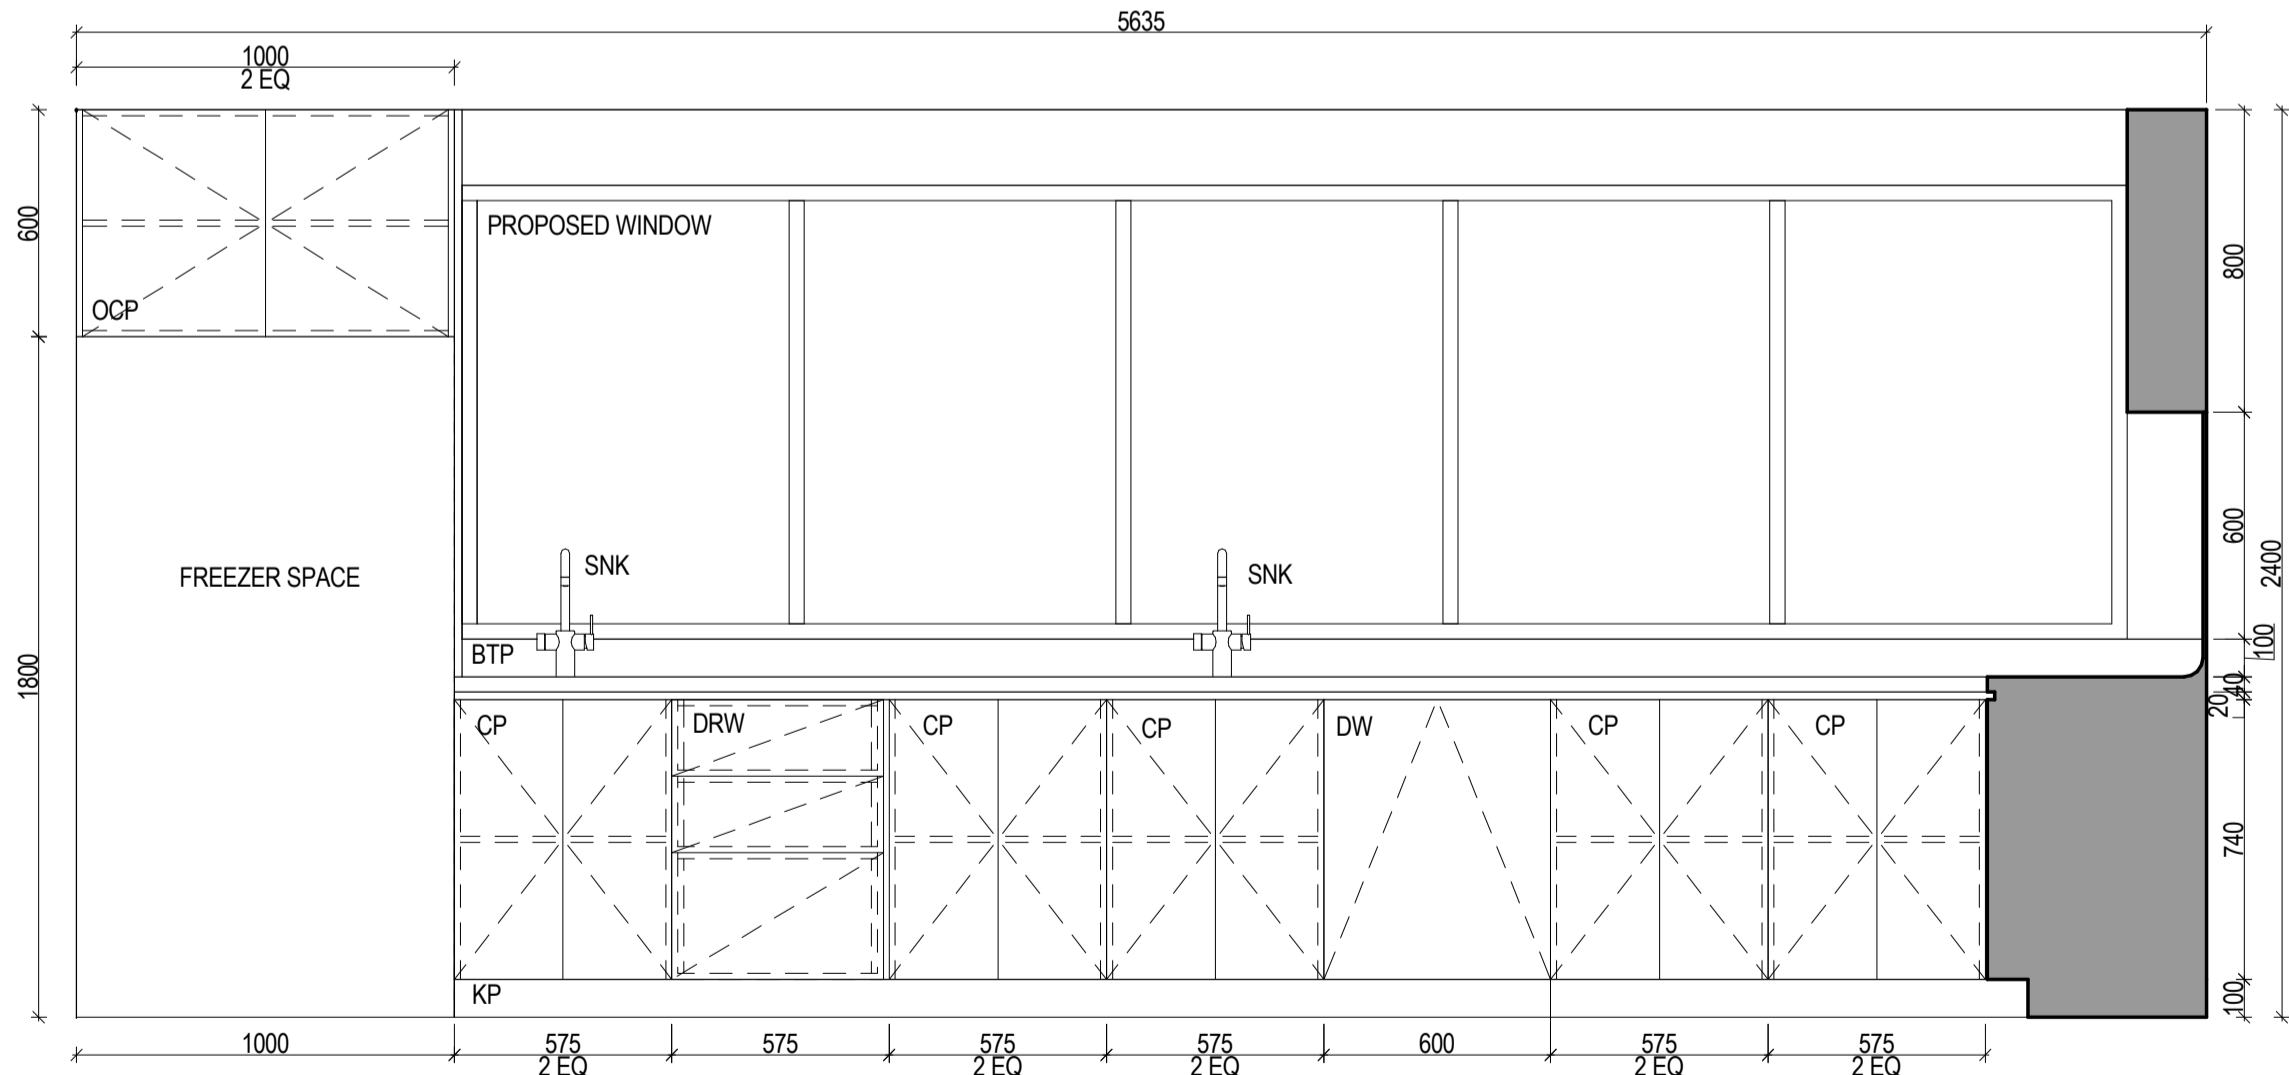 5635
1000
2 EQ
600
OCP
PROPOSED WINDOW
800
FREEZER SPACE
SNK
SNK
600
2400
1800
BTP
100
40
20
CP
DRW
CP
CP
DW
CP
CP
740
KP
100
1000
575
2 EQ
575
575
2 EQ
575
2 EQ
600
575
2 EQ
575
2 EQ